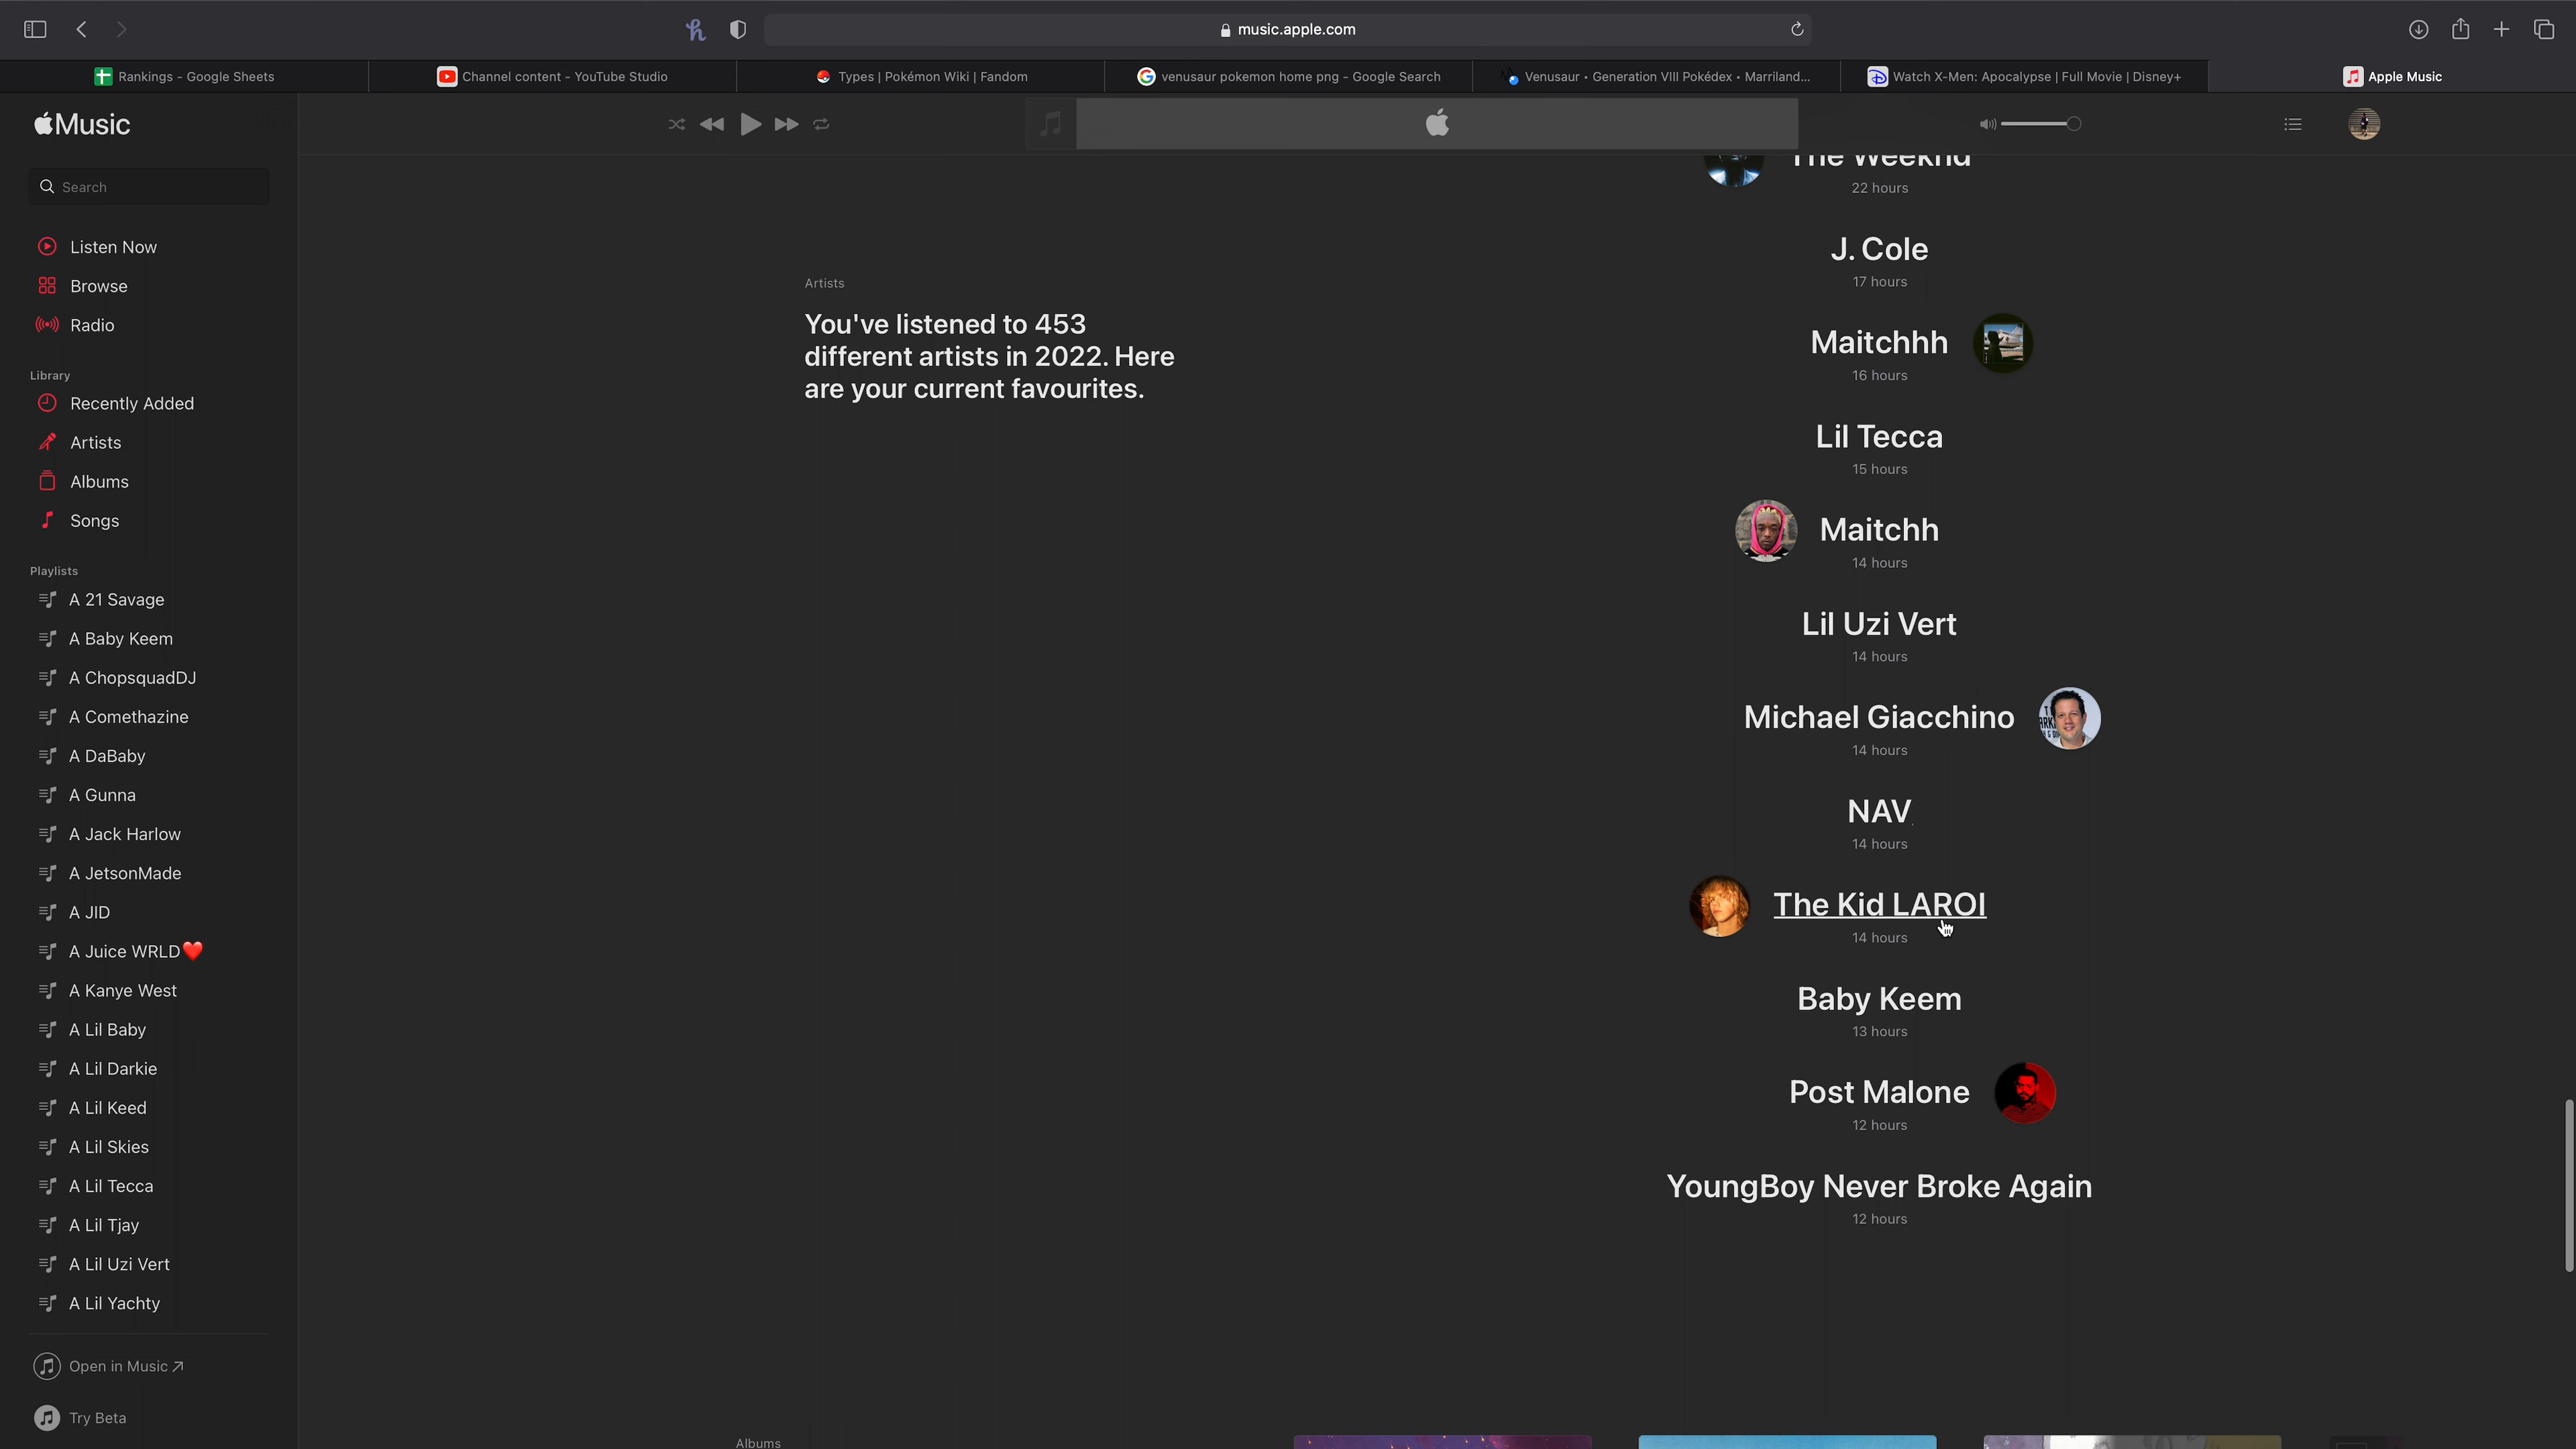 music.apple.com
Rankings - Google Sheets
Channel content - YouTube Studio
Types | Pokémon Wiki | Fandom
venusaur pokemon home png - Google Search
Venusaur • Generation VIII Pokédex • Marriland...
Watch X-Men: Apocalypse | Full Movie | Disney+
Apple Music
Music
Search
Listen Now
Browse
Radio
Library
Recently Added
Artists
Albums
Songs
Playlists
A 21 Savage
A Baby Keem
A ChopsquadDJ
A Comethazine
A DaBaby
A Gunna
A Jack Harlow
A JetsonMade
A JID
A Juice WRLD❤️
A Kanye West
A Lil Baby
A Lil Darkie
A Lil Keed
A Lil Skies
A Lil Tecca
A Lil Tjay
A Lil Uzi Vert
A Lil Yachty
Open in Music ↗
Try Beta
Artists
You've listened to 453
different artists in 2022. Here
are your current favourites.
The Weeknd
22 hours
J. Cole
17 hours
Maitchhh
16 hours
Lil Tecca
15 hours
Maitchh
14 hours
Lil Uzi Vert
14 hours
Michael Giacchino
14 hours
NAV
14 hours
The Kid LAROI
14 hours
Baby Keem
13 hours
Post Malone
12 hours
YoungBoy Never Broke Again
12 hours
Albums